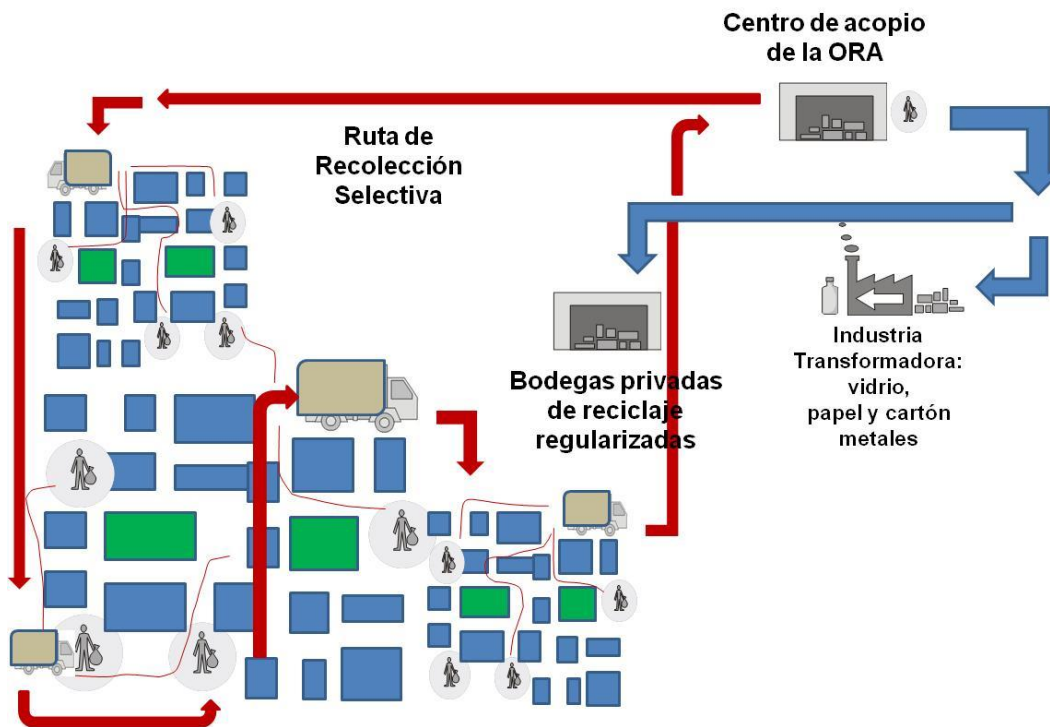 Centro de acopio
de la ORA
Ruta de
Recolección
Selectiva
Bodegas privadas
de reciclaje
regularizadas
Industria
Transformadora:
vidrio,
papel y cartón
metales